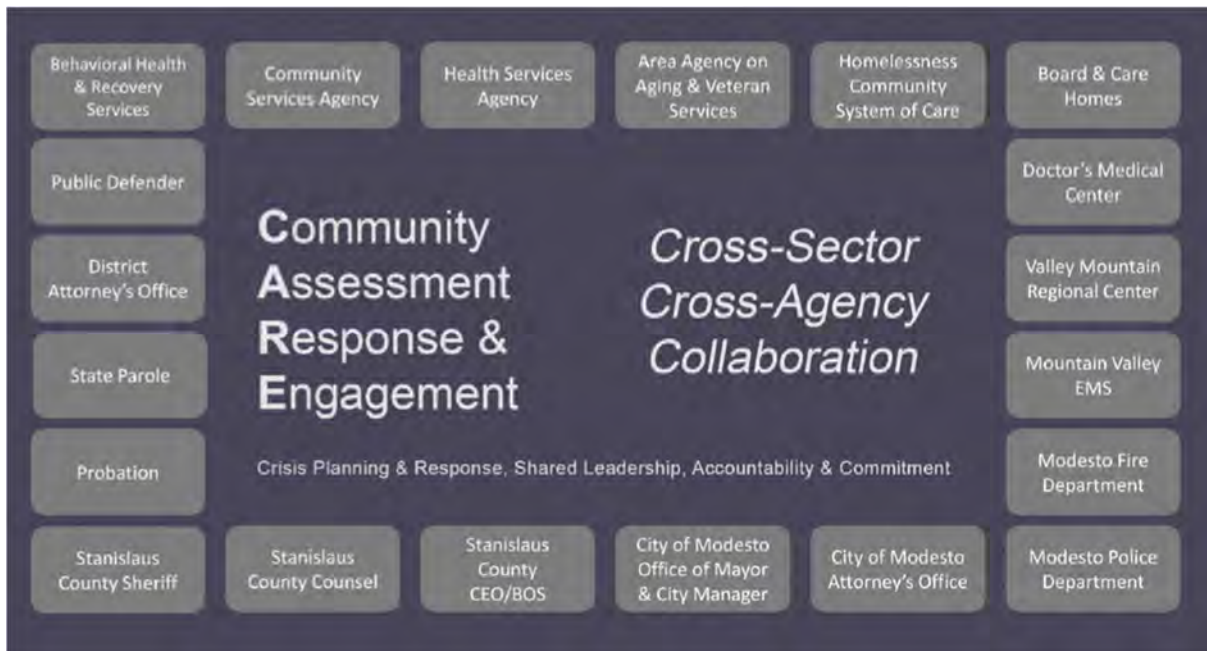 Behavioral Health
& Recovery
Services
Community
Services Agency
Health Services
Agency
Area Agency on
Aging & Veteran
Services
Homelessness
Community
System of Care
Board & Care
Homes
Public Defender
Doctor's Medical
Center
District
Attorney's Office
Valley Mountain
Regional Center
State Parole
Mountain Valley
EMS
Probation
Modesto Fire
Department
Community
Assessment
Response &
Engagement
Cross-Sector
Cross-Agency
Collaboration
Crisis Planning & Response, Shared Leadership, Accountability & Commitment
Stanislaus
County Sheriff
Stanislaus
County Counsel
Stanislaus
County
CEO/BOS
City of Modesto
Office of Mayor
& City Manager
City of Modesto
Attorney's Office
Modesto Police
Department